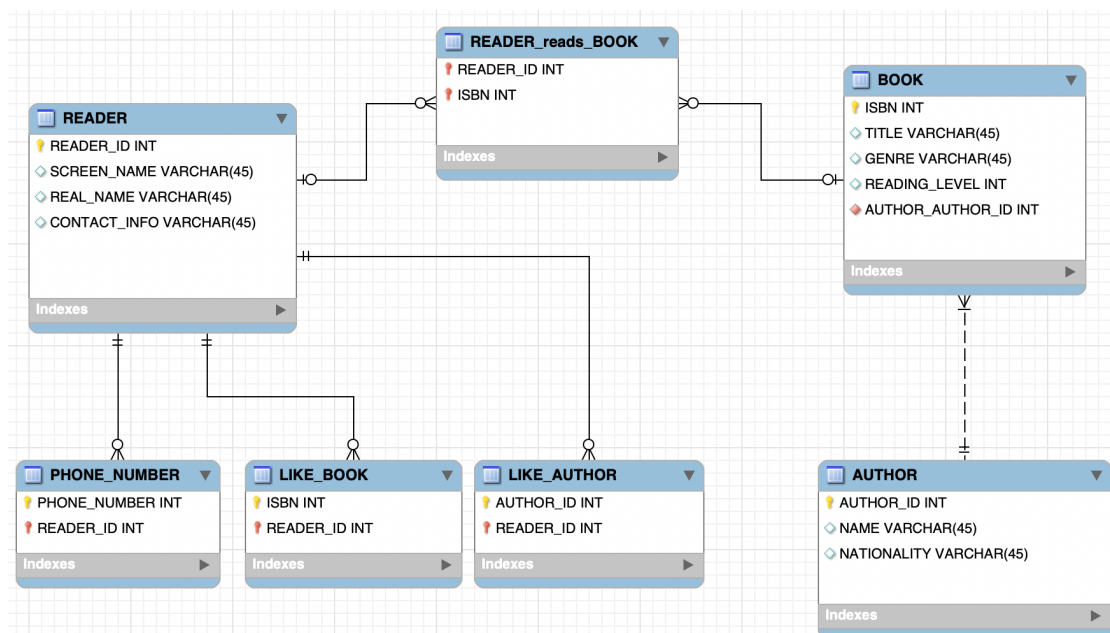 READER_reads_BOOK
READER_ID INT
ISBN INT
Indexes
BOOK
ISBN INT
TITLE VARCHAR(45)
GENRE VARCHAR(45)
READING_LEVEL INT
AUTHOR_AUTHOR_ID INT
Indexes
READER
READER_ID INT
SCREEN_NAME VARCHAR(45)
REAL_NAME VARCHAR(45)
CONTACT_INFO VARCHAR(45)
Indexes
PHONE_NUMBER
PHONE_NUMBER INT
READER_ID INT
Indexes
LIKE_BOOK
ISBN INT
READER_ID INT
Indexes
LIKE_AUTHOR
AUTHOR_ID INT
READER_ID INT
Indexes
AUTHOR
AUTHOR_ID INT
NAME VARCHAR(45)
NATIONALITY VARCHAR(45)
Indexes